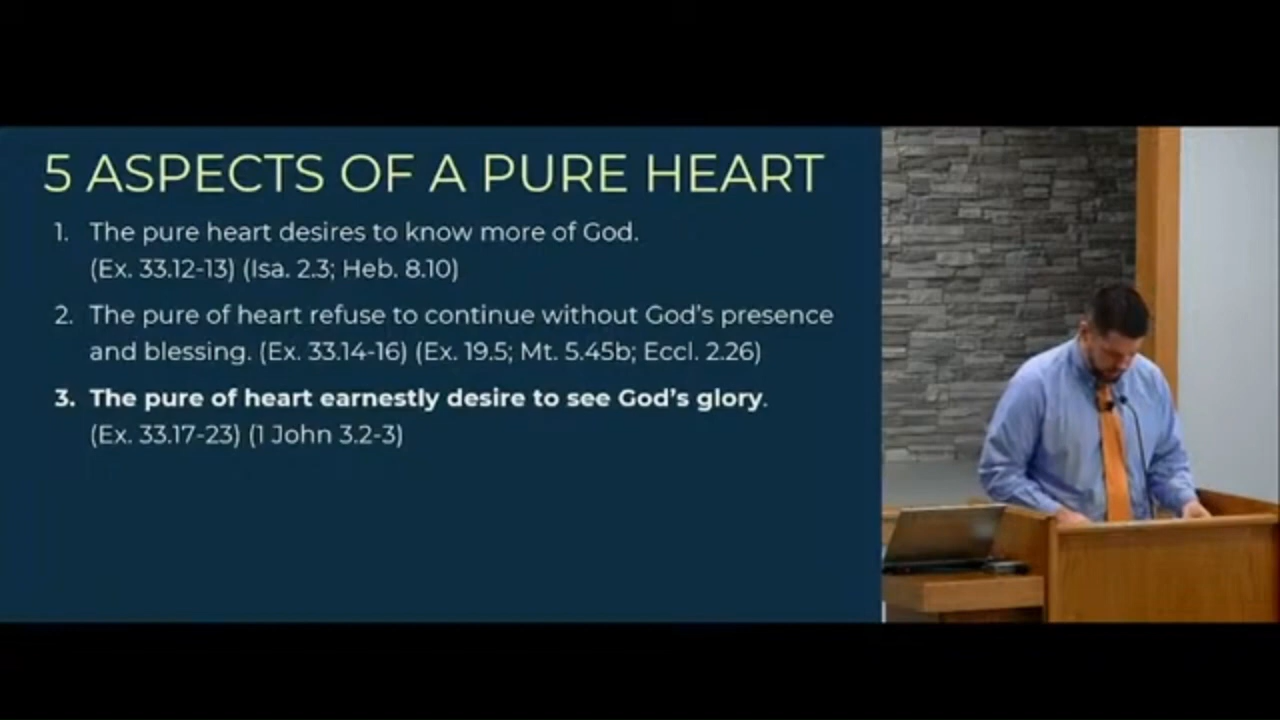 5 ASPECTS OF A PURE HEART
1. The pure heart desires to know more of God.
(Ex. 33.12-13) (Isa. 2.3; Heb. 8.10)
2. The pure of heart refuse to continue without God's presence
and blessing. (Ex. 33.14-16) (Ex. 19.5; Mt. 5.45b; Eccl. 2.26)
3. The pure of heart earnestly desire to see God's glory.
(Ex. 33.17-23) (1 John 3.2-3)